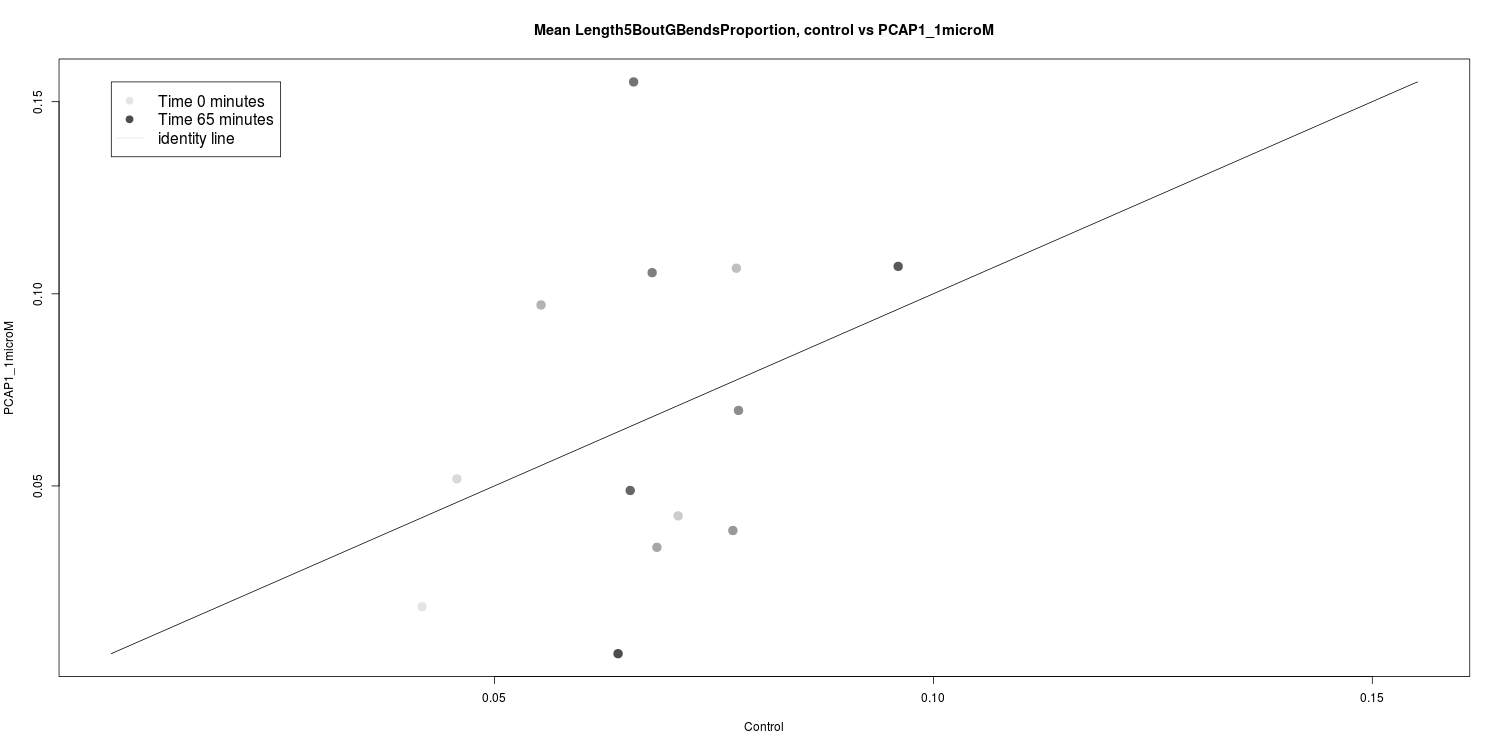 Mean Length5BoutGBendsProportion, control vs PCAP1_1microM
Time 0 minutes
Time 65 minutes
identity line
0.15
0.10
0.05
PCAP1_1microM
0.05
0.10
0.15
Control